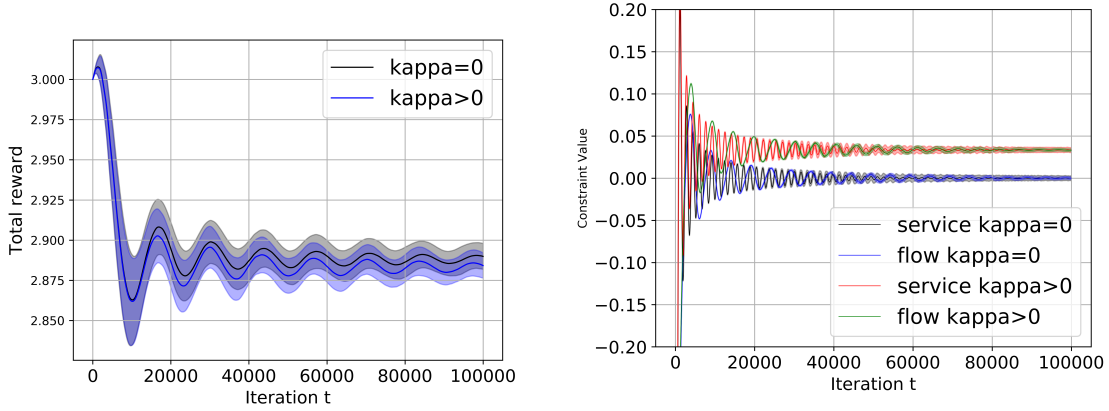 Total reward
3.000
2.975
2.950
2.925
2.900
2.875
2.850
kappa=0
kappa>0
0 20000 40000 60000 80000 100000
Iteration t
Constraint Value
0.20
0.15
0.10
0.05
0.00
−0.05
−0.10
−0.15
−0.20
service kappa=0
flow kappa=0
service kappa>0
flow kappa>0
0 20000 40000 60000 80000 100000
Iteration t